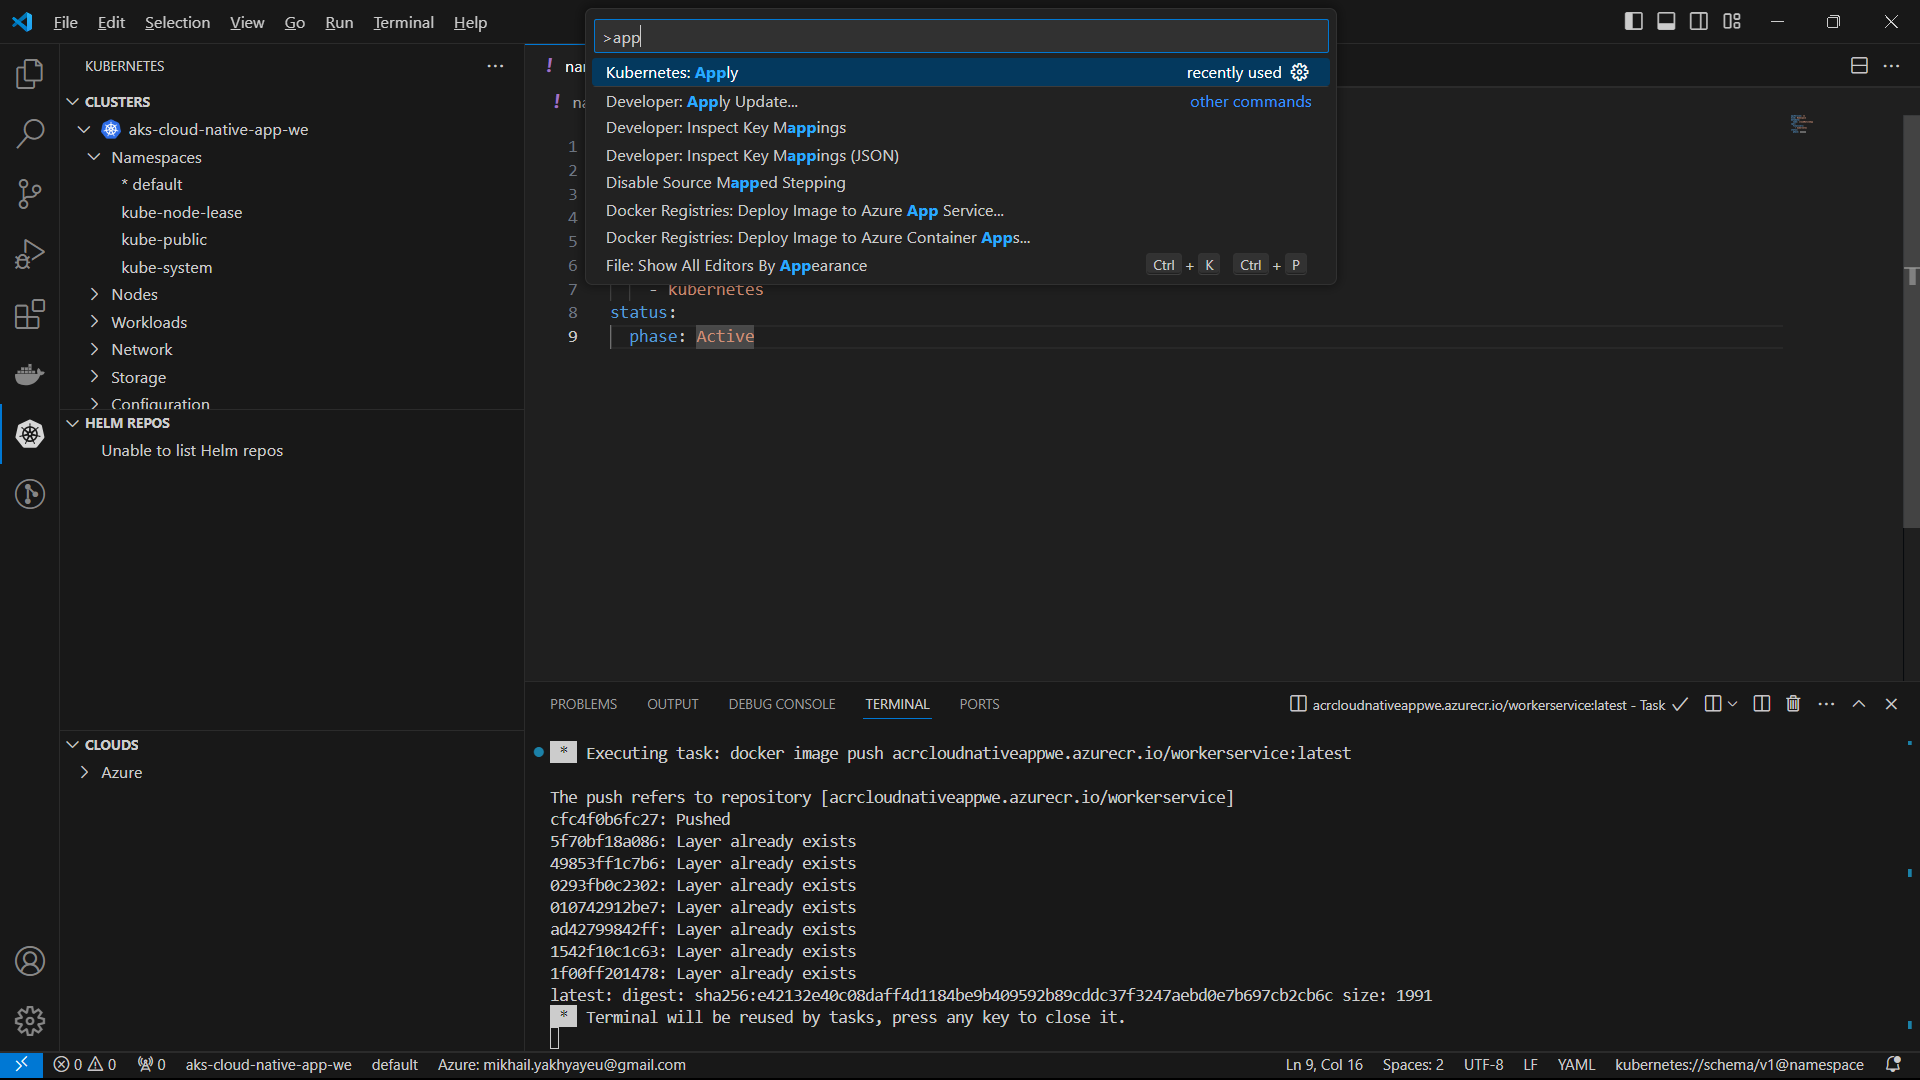 File Edit Selection View Go Run Terminal Help
>app
Kubernetes: Apply recently used
Developer: Apply Update... other commands
Developer: Inspect Key Mappings
Developer: Inspect Key Mappings (JSON)
Disable Source Mapped Stepping
Docker Registries: Deploy Image to Azure App Service...
Docker Registries: Deploy Image to Azure Container Apps...
File: Show All Editors By Appearance Ctrl + K Ctrl + P
KUBERNETES
CLUSTERS
aks-cloud-native-app-we
Namespaces
* default
kube-node-lease
kube-public
kube-system
Nodes
Workloads
Network
Storage
Configuration
HELM REPOS
Unable to list Helm repos
CLOUDS
Azure
1
2
3
4
5
6
7 - kubernetes
8 status:
9 phase: Active
PROBLEMS OUTPUT DEBUG CONSOLE TERMINAL PORTS
acrcloudnativeappwe.azurecr.io/workerservice:latest - Task
* Executing task: docker image push acrcloudnativeappwe.azurecr.io/workerservice:latest
The push refers to repository [acrcloudnativeappwe.azurecr.io/workerservice]
cfc4f0b6fc27: Pushed
5f70bf18a086: Layer already exists
49853ff1c7b6: Layer already exists
0293fb0c2302: Layer already exists
010742912be7: Layer already exists
ad42799842ff: Layer already exists
1542f10c1c63: Layer already exists
1f00ff201478: Layer already exists
latest: digest: sha256:e42132e40c08daff4d1184be9b409592b89cddc37f3247aebd0e7b697cb2cb6c size: 1991
* Terminal will be reused by tasks, press any key to close it.
0 0 0 aks-cloud-native-app-we default Azure: mikhail.yakhyayeu@gmail.com
Ln 9, Col 16 Spaces: 2 UTF-8 LF YAML kubernetes://schema/v1@namespace